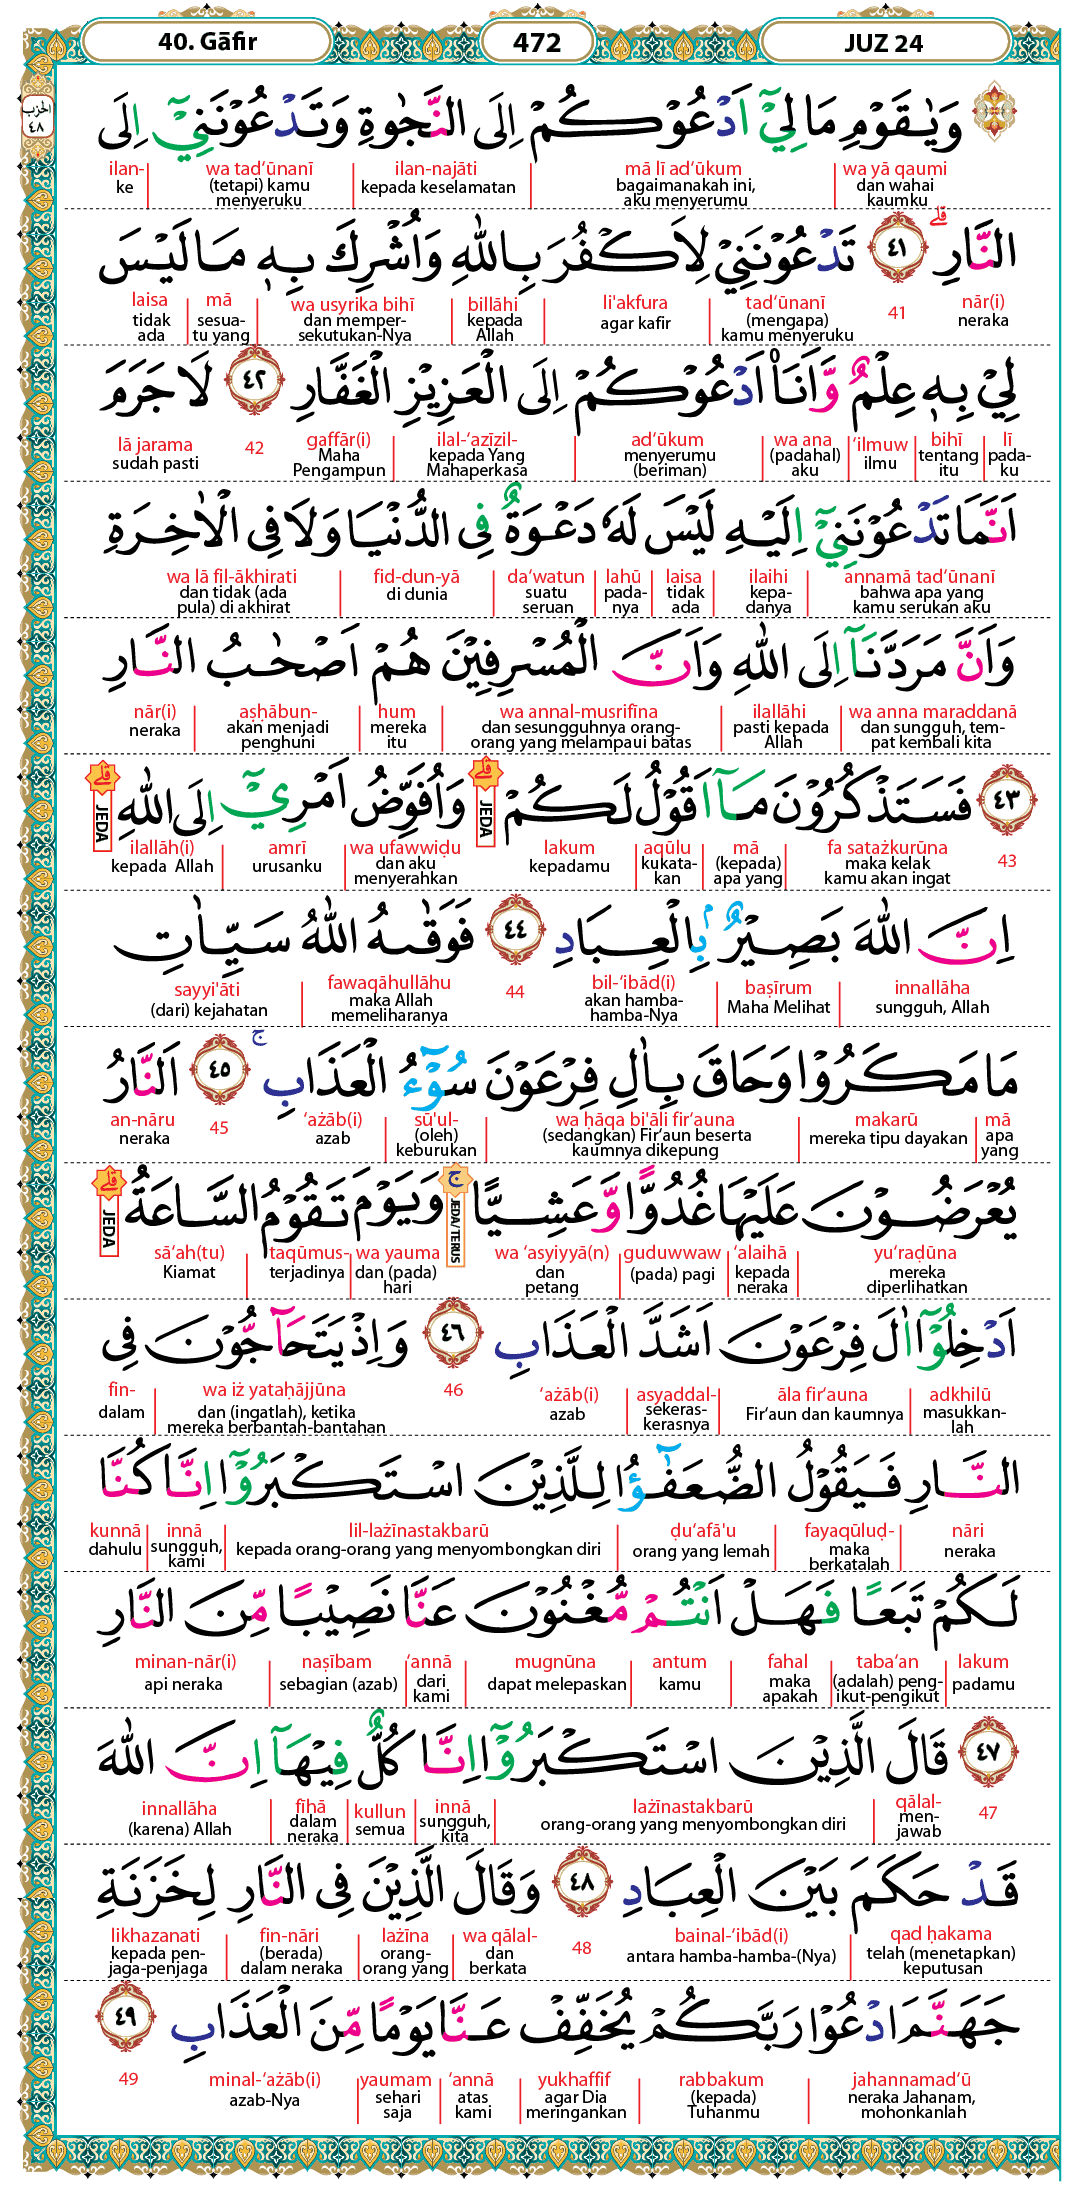 40. Gāfir
472
JUZ 24
الحزب
٤٨
وَيٰقَوْمِ مَا لِيْٓ اَدْعُوْكُمْ اِلَى النَّجٰوةِ وَتَدْعُوْنَنِيْٓ اِلَى
wa yā qaumi mā lī ad‘ūkum ilan-najāti wa tad‘ūnanī ilan-
dan wahai kaumku bagaimanakah ini, aku menyerumu kepada keselamatan (tetapi) kamu menyeruku ke
النَّارِ ۗ ٤١ تَدْعُوْنَنِيْ لِاَكْفُرَ بِاللّٰهِ وَاُشْرِكَ بِهٖ مَا لَيْسَ
nār(i) 41 tad‘ūnanī li'akfura billāhi wa usyrika bihī mā laisa
neraka (mengapa) kamu menyeruku agar kafir kepada Allah dan memper-sekutukan-Nya sesua-tu yang tidak ada
لِيْ بِهٖ عِلْمٌ وَّاَنَا۠ اَدْعُوْكُمْ اِلَى الْعَزِيْزِ الْغَفَّارِ ٤٢ لَا جَرَمَ
lī bihī ‘ilmuw wa ana ad‘ūkum ilal-‘azīzil- gaffār(i) 42 lā jarama
pada-ku tentang itu ilmu (padahal) aku menyerumu (beriman) kepada Yang Mahaperkasa Maha Pengampun sudah pasti
اَنَّمَا تَدْعُوْنَنِيْٓ اِلَيْهِ لَيْسَ لَهٗ دَعْوَةٌ فِى الدُّنْيَا وَلَا فِى الْاٰخِرَةِ
annamā tad‘ūnanī ilaihi laisa lahū da‘watun fid-dun-yā wa lā fil-ākhirati
bahwa apa yang kamu serukan aku kepa-danya tidak ada pada-nya suatu seruan di dunia dan tidak (ada pula) di akhirat
وَاَنَّ مَرَدَّنَآ اِلَى اللّٰهِ وَاَنَّ الْمُسْرِفِيْنَ هُمْ اَصْحٰبُ النَّارِ
wa anna maraddanā ilallāhi wa annal-musrifīna hum aṣḥābun- nār(i)
dan sungguh, tem-pat kembali kita pasti kepada Allah dan sesungguhnya orang-orang yang melampaui batas mereka itu akan menjadi penghuni neraka
٤٣ فَسَتَذْكُرُوْنَ مَآ اَقُوْلُ لَكُمْ ۗ JEDA وَاُفَوِّضُ اَمْرِيْٓ اِلَى اللّٰهِ ۗ JEDA
43 fa satażkurūna mā aqūlu lakum wa ufawwiḍu amrī ilallāh(i)
maka kelak kamu akan ingat (kepada) apa yang kukata-kan kepadamu dan aku menyerahkan urusanku kepada Allah
اِنَّ اللّٰهَ بَصِيْرٌۢ بِالْعِبَادِ ٤٤ فَوَقٰىهُ اللّٰهُ سَيِّاٰتِ
innallāha baṣīrum bil-‘ibād(i) 44 fawaqāhullāhu sayyi'āti
sungguh, Allah Maha Melihat akan hamba-hamba-Nya maka Allah memeliharanya (dari) kejahatan
مَا مَكَرُوْا وَحَاقَ بِاٰلِ فِرْعَوْنَ سُوْۤءُ الْعَذَابِ ۚ ٤٥ اَلنَّارُ
mā makarū wa ḥāqa bi'āli fir‘auna sū'ul- ‘ażāb(i) 45 an-nāru
apa yang mereka tipu dayakan (sedangkan) Fir‘aun beserta kaumnya dikepung (oleh) keburukan azab neraka
يُعْرَضُوْنَ عَلَيْهَا غُدُوًّا وَّعَشِيًّا ۚ JEDA/TERUS وَيَوْمَ تَقُوْمُ السَّاعَةُ ۗ JEDA
yu‘raḍūna ‘alaihā guduwwaw wa ‘asyiyyā(n) wa yauma taqūmus- sā‘ah(tu)
mereka diperlihatkan kepada neraka (pada) pagi dan petang dan (pada) hari terjadinya Kiamat
اَدْخِلُوْٓا اٰلَ فِرْعَوْنَ اَشَدَّ الْعَذَابِ ٤٦ وَاِذْ يَتَحَاۤجُّوْنَ فِى
adkhilū āla fir‘auna asyaddal- ‘ażāb(i) 46 wa iż yataḥājjūna fin-
masukkan-lah Fir‘aun dan kaumnya sekeras-kerasnya azab dan (ingatlah), ketika mereka berbantah-bantahan dalam
النَّارِ فَيَقُوْلُ الضُّعَفٰۤؤُا لِلَّذِيْنَ اسْتَكْبَرُوْٓا اِنَّا كُنَّا
nāri fayaqūluḍ- ḍu‘afā'u lil-lażīnastakbarū innā kunnā
neraka maka berkatalah orang yang lemah kepada orang-orang yang menyombongkan diri sungguh, kami dahulu
لَكُمْ تَبَعًا فَهَلْ اَنْتُمْ مُّغْنُوْنَ عَنَّا نَصِيْبًا مِّنَ النَّارِ
lakum taba‘an fahal antum mugnūna ‘annā naṣībam minan-nār(i)
padamu (adalah) peng-ikut-pengikut maka apakah kamu dapat melepaskan dari kami sebagian (azab) api neraka
٤٧ قَالَ الَّذِيْنَ اسْتَكْبَرُوْٓا اِنَّا كُلٌّ فِيْهَآ اِنَّ اللّٰهَ
47 qālal- lażīnastakbarū innā kullun fīhā innallāha
men-jawab orang-orang yang menyombongkan diri sungguh, kita semua dalam neraka (karena) Allah
قَدْ حَكَمَ بَيْنَ الْعِبَادِ ٤٨ وَقَالَ الَّذِيْنَ فِى النَّارِ لِخَزَنَةِ
qad ḥakama bainal-‘ibād(i) 48 wa qālal- lażīna fin-nāri likhazanati
telah (menetapkan) keputusan antara hamba-hamba-(Nya) dan berkata orang-orang yang (berada) dalam neraka kepada pen-jaga-penjaga
جَهَنَّمَ ادْعُوْا رَبَّكُمْ يُخَفِّفْ عَنَّا يَوْمًا مِّنَ الْعَذَابِ ٤٩
jahannamad‘ū rabbakum yukhaffif ‘annā yaumam minal-‘ażāb(i) 49
neraka Jahanam, mohonkanlah (kepada) Tuhanmu agar Dia meringankan atas kami sehari saja azab-Nya